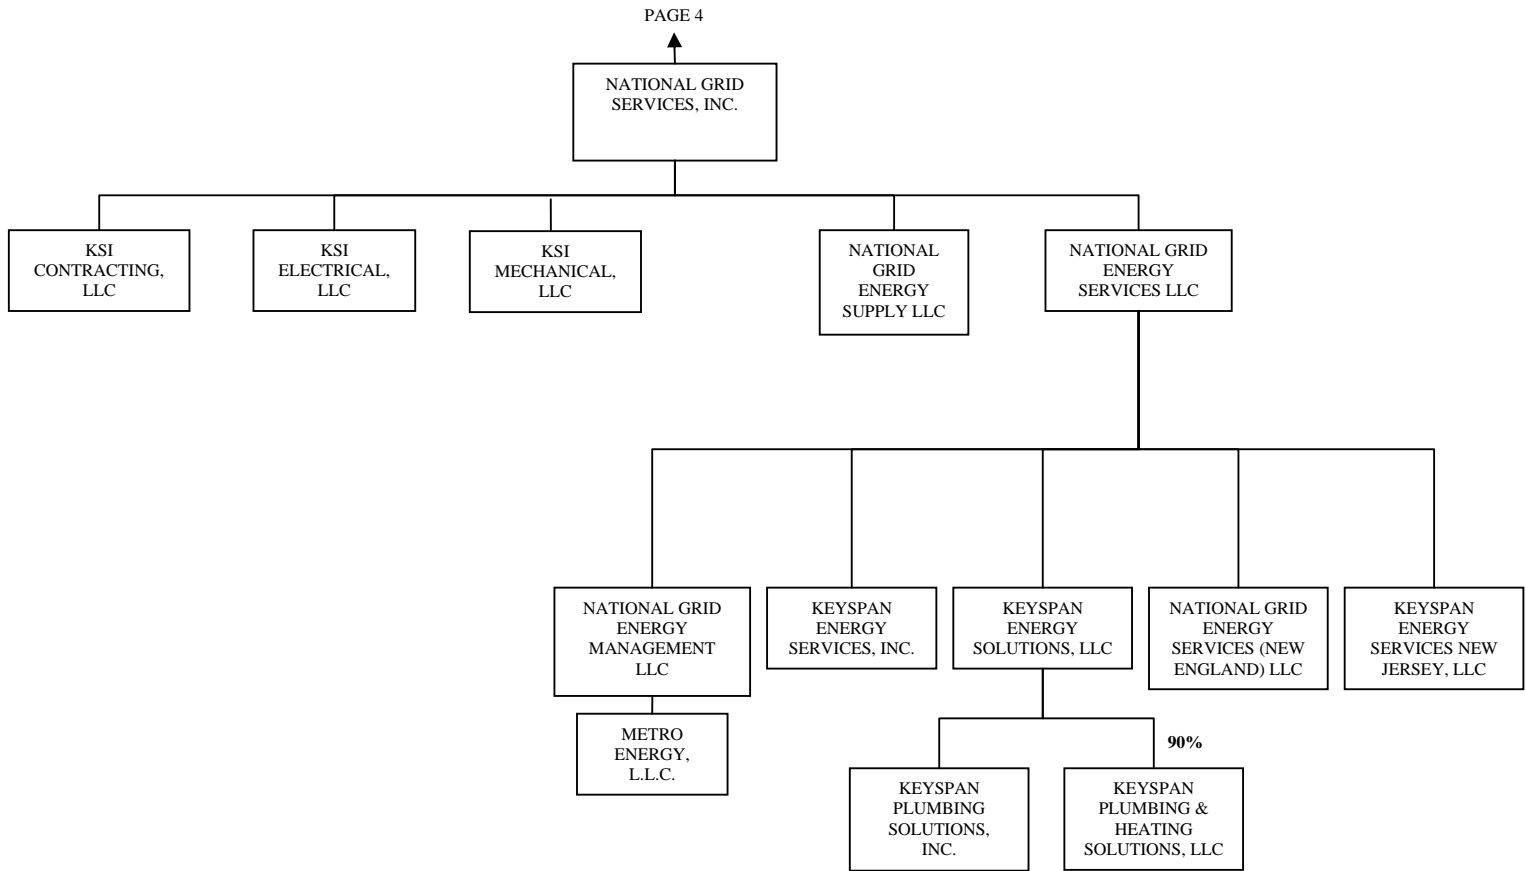 PAGE 4
NATIONAL GRID
SERVICES, INC.
KSI
CONTRACTING,
LLC
KSI
ELECTRICAL,
LLC
KSI
MECHANICAL,
LLC
NATIONAL
GRID
ENERGY
SUPPLY LLC
NATIONAL GRID
ENERGY
SERVICES LLC
NATIONAL GRID
ENERGY
MANAGEMENT
LLC
KEYSPAN
ENERGY
SERVICES, INC.
KEYSPAN
ENERGY
SOLUTIONS, LLC
NATIONAL GRID
ENERGY
SERVICES (NEW
ENGLAND) LLC
KEYSPAN
ENERGY
SERVICES NEW
JERSEY, LLC
METRO
ENERGY,
L.L.C.
90%
KEYSPAN
PLUMBING
SOLUTIONS,
INC.
KEYSPAN
PLUMBING &
HEATING
SOLUTIONS, LLC